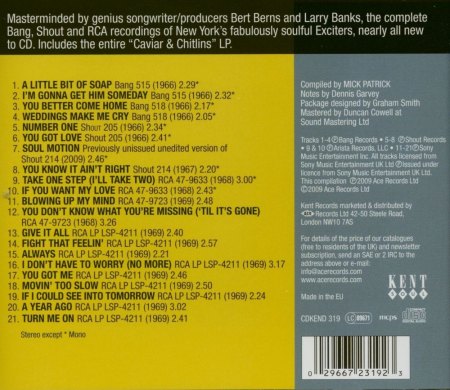 Masterminded by genius songwriter/producers Bert Berns and Larry Banks, the complete
Bang, Shout and RCA recordings of New York's fabulously soulful Exciters, nearly all new
to CD. Includes the entire "Caviar & Chitlins" LP.
1. A LITTLE BIT OF SOAP Bang 515 (1966) 2.29*
2. I'M GONNA GET HIM SOMEDAY Bang 515 (1966) 2.32*
3. YOU BETTER COME HOME Bang 518 (1966) 2.17*
4. WEDDINGS MAKE ME CRY Bang 518 (1966) 2.05*
5. NUMBER ONE Shout 205 (1966) 2.34*
6. YOU GOT LOVE Shout 205 (1966) 2.41*
7. SOUL MOTION Previously unissued unedited version of
Shout 214 (2009) 2.46*
8. YOU KNOW IT AIN'T RIGHT Shout 214 (1967) 2.20*
9. TAKE ONE STEP (I'LL TAKE TWO) RCA 47-9633 (1968) 3.00*
10. IF YOU WANT MY LOVE RCA 47-9633 (1968) 2.43*
11. BLOWING UP MY MIND RCA 47-9723 (1969) 2.48
12. YOU DON'T KNOW WHAT YOU'RE MISSING ('TIL IT'S GONE)
RCA 47-9723 (1968) 3.26
13. GIVE IT ALL RCA LP LSP-4211 (1969) 2.40
14. FIGHT THAT FEELIN' RCA LP LSP-4211 (1969) 2.54
15. ALWAYS RCA LP LSP-4211 (1969) 2.21
16. I DON'T HAVE TO WORRY (NO MORE) RCA LP LSP-4211 (1969) 3.17
17. YOU GOT ME RCA LP LSP-4211 (1969) 2.46
18. MOVIN' TOO SLOW RCA LP LSP-4211 (1969) 2.50
19. IF I COULD SEE INTO TOMORROW RCA LP LSP-4211 (1969) 2.24
20. A YEAR AGO RCA LP LSP-4211 (1969) 3.02
21. TURN ME ON RCA LP LSP-4211 (1969) 2.41
Stereo except * Mono
Compiled by MICK PATRICK
Notes by Dennis Garvey
Package designed by Graham Smith
Mastered by Duncan Cowell at
Sound Mastering Ltd
Tracks 1-4 ℗ Bang Records • 5-8 ℗ Shout Records
• 9 & 10 ℗ Arista Records, LLC • 11-21 ℗ Sony Music
Entertainment, Inc. All tracks licensed from
Sony Music Entertainment UK Ltd ℗ issued under
licence from Sony Music Entertainment UK Ltd.
This compilation ℗ 2009 Ace Records Ltd
© 2009 Ace Records Ltd
Kent Records marketed & distributed by
Records Ltd 42-50 Steele Road,
London NW10 7AS
For details of the price of our catalogues
(free to residents of the UK) and newsletter
subscription, send an SAE or 2 IRC to the
address above or e-mail:
info@acerecords.co.uk
www.acerecords.com
Made in the EU
KENT
SOUL
CDKEND 319
LC 09671
mcps
COMPACT
disc
DIGITAL AUDIO
0 29667 23192 3